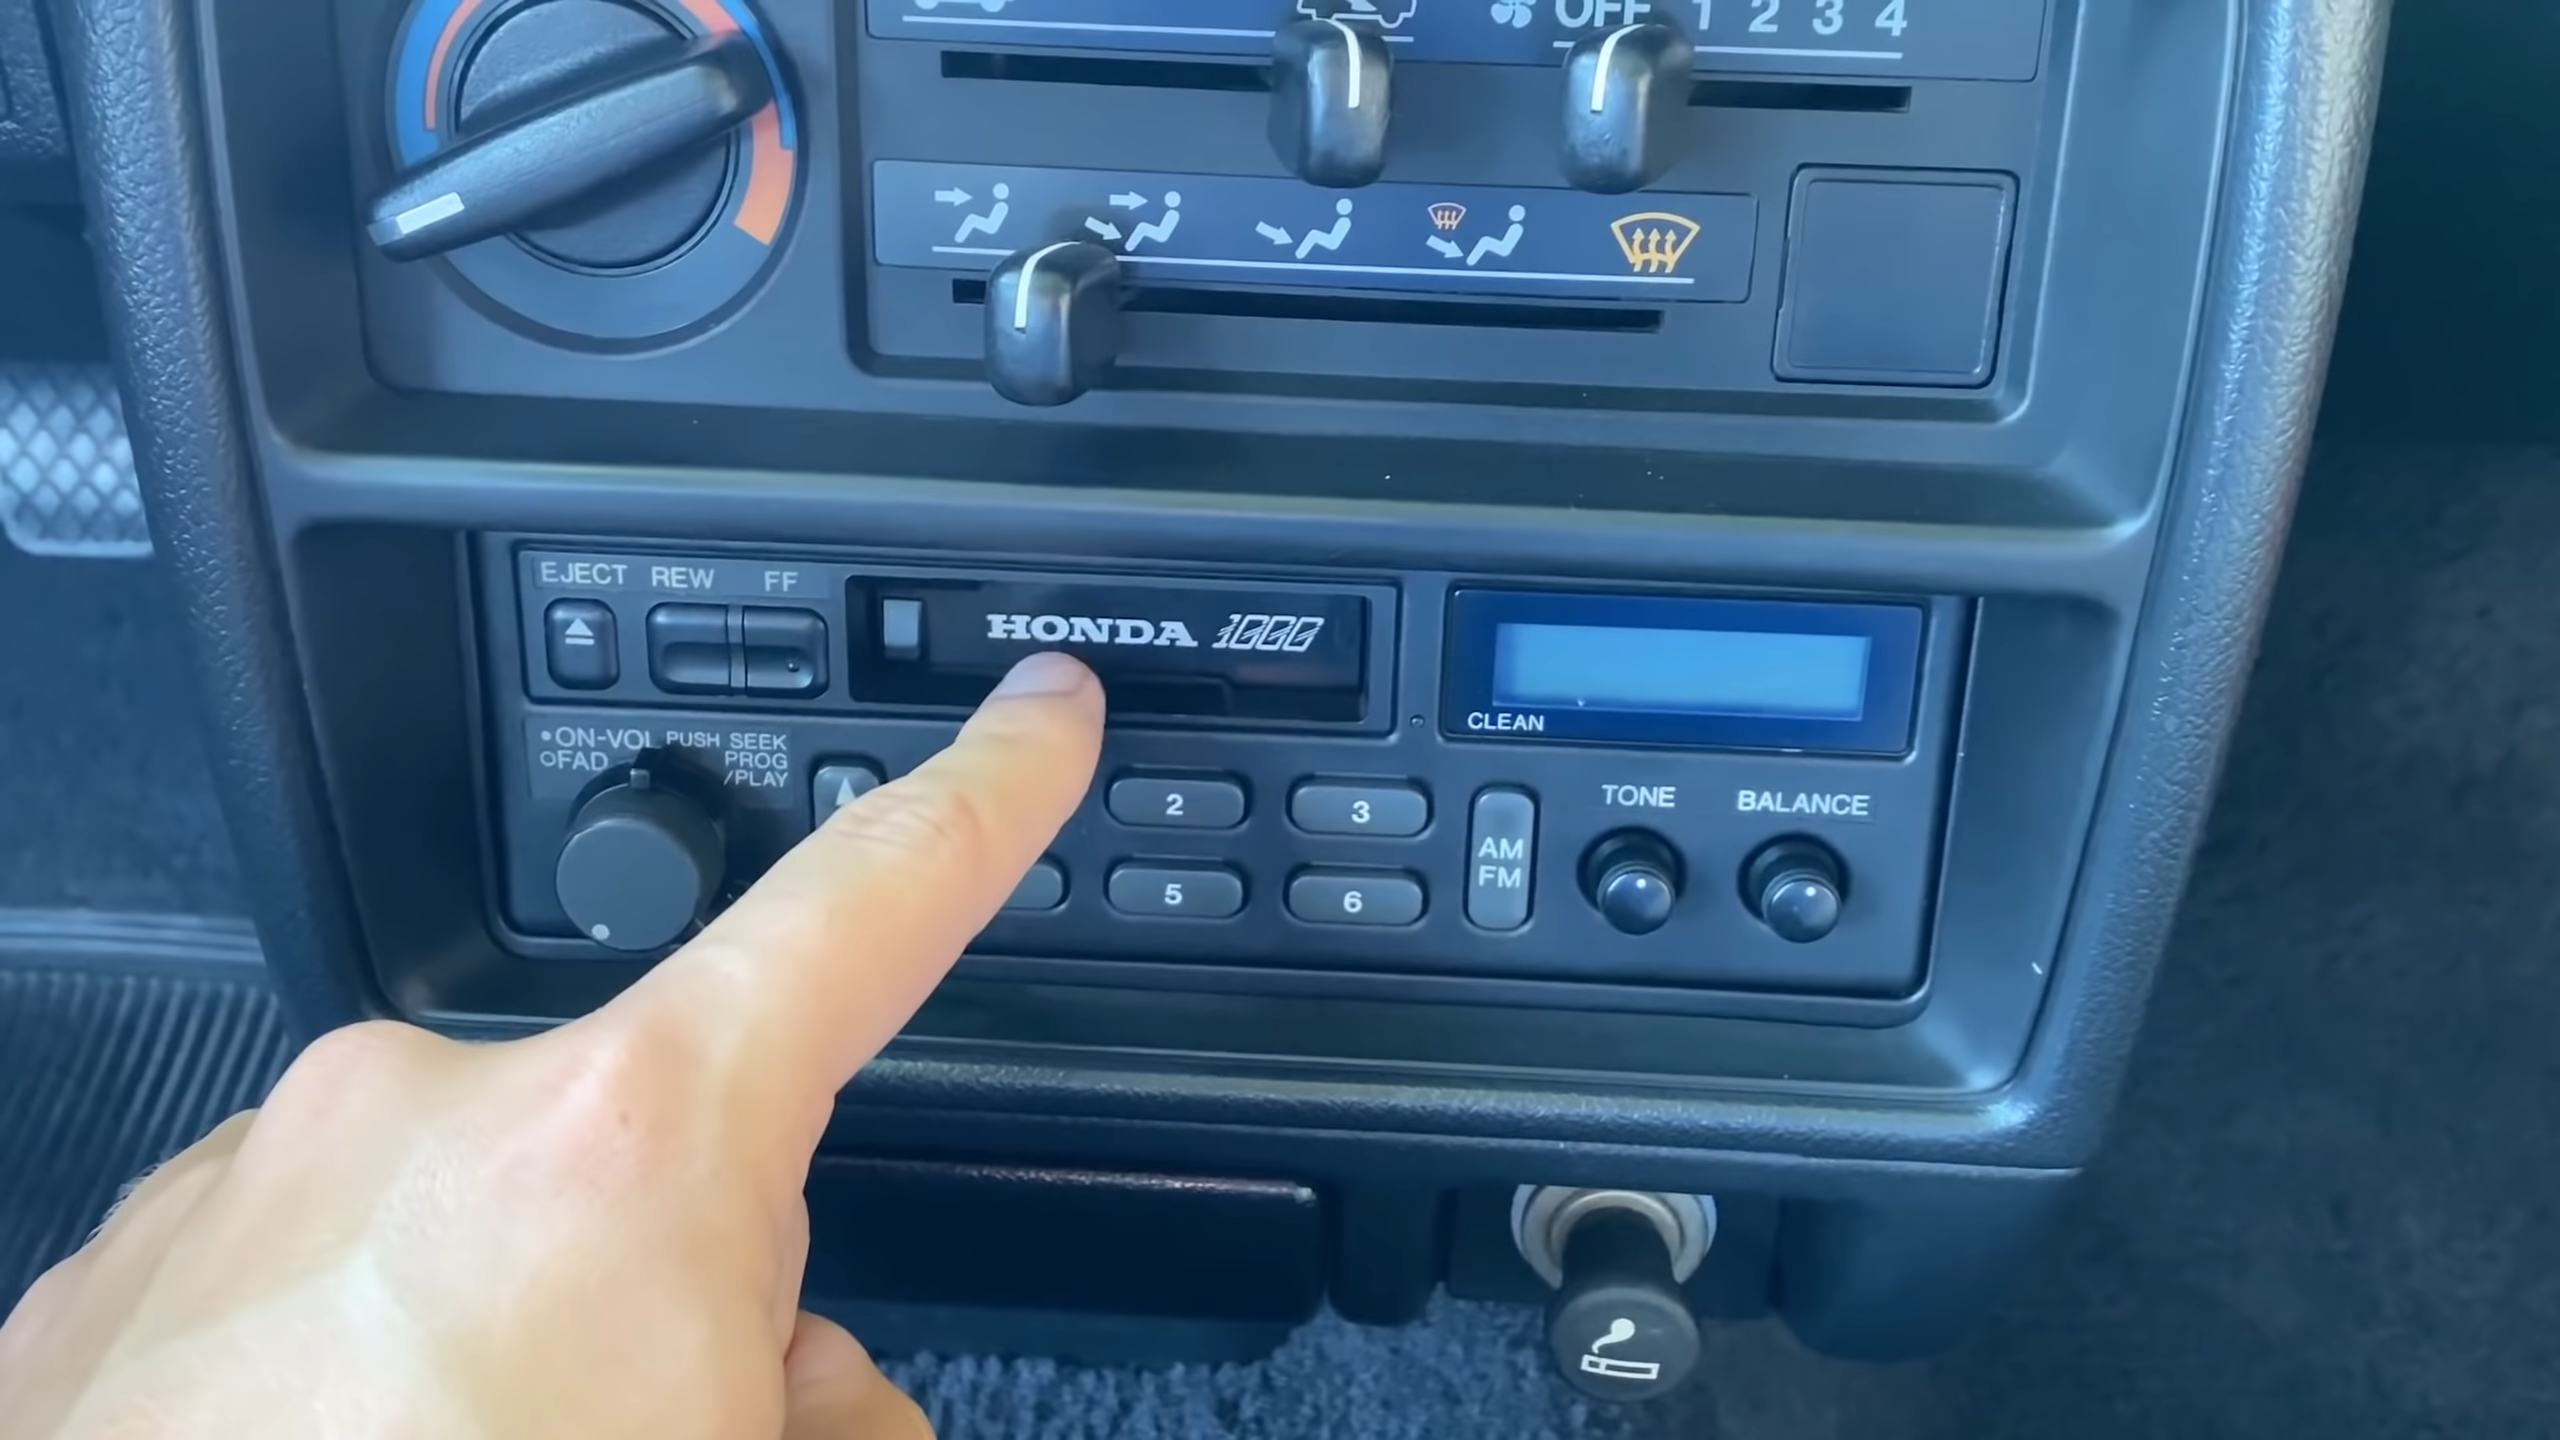 OFF 1 2 3 4
EJECT REW FF
HONDA 1000
CLEAN
ON-VOL PUSH SEEK
FAD PROG
/PLAY
2 3
5 6
AM
FM
TONE BALANCE